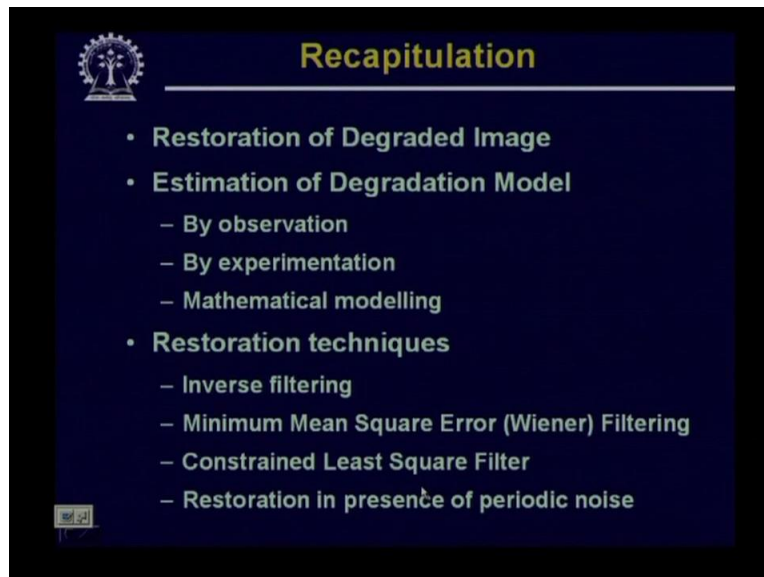 Recapitulation
• Restoration of Degraded Image
• Estimation of Degradation Model
– By observation
– By experimentation
– Mathematical modelling
• Restoration techniques
– Inverse filtering
– Minimum Mean Square Error (Wiener) Filtering
– Constrained Least Square Filter
– Restoration in presence of periodic noise